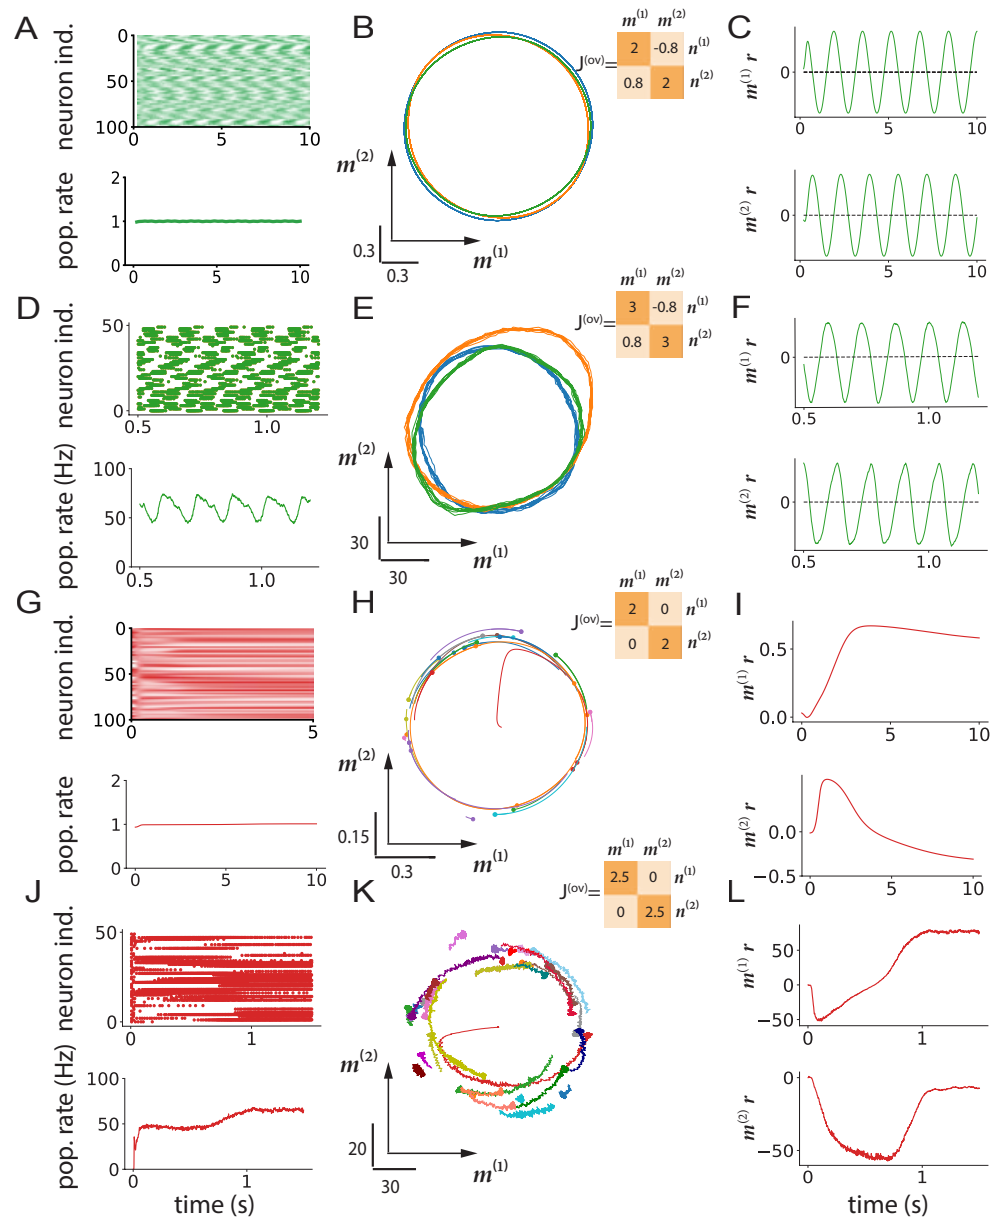 A
neuron ind.
0
50
100
0 5 10
pop. rate
2
1
0
0 5 10
B
m⁽¹⁾ m⁽²⁾
J⁽ᵒᵛ⁾=
2 -0.8 n⁽¹⁾
0.8 2 n⁽²⁾
m⁽²⁾
m⁽¹⁾
0.3
0.3
C
m⁽¹⁾ r
0
0 5 10
m⁽²⁾ r
0
0 5 10
D
neuron ind.
50
0
0.5 1.0
pop. rate (Hz)
100
50
0
0.5 1.0
E
m⁽¹⁾ m⁽²⁾
J⁽ᵒᵛ⁾=
3 -0.8 n⁽¹⁾
0.8 3 n⁽²⁾
m⁽²⁾
m⁽¹⁾
30
30
F
m⁽¹⁾ r
0
0.5 1.0
m⁽²⁾ r
0
0.5 1.0
G
neuron ind.
0
50
100
0 5
pop. rate
2
1
0
0 5 10
H
m⁽¹⁾ m⁽²⁾
J⁽ᵒᵛ⁾=
2 0 n⁽¹⁾
0 2 n⁽²⁾
m⁽²⁾
m⁽¹⁾
0.15
0.3
I
m⁽¹⁾ r
0.5
0.0
0 10
m⁽²⁾ r
0.0
−0.5
0 5 10
J
neuron ind.
50
0
0 1
pop. rate (Hz)
100
50
0
0 1
time (s)
K
m⁽¹⁾ m⁽²⁾
J⁽ᵒᵛ⁾=
2.5 0 n⁽¹⁾
0 2.5 n⁽²⁾
m⁽²⁾
m⁽¹⁾
20
30
L
m⁽¹⁾ r
50
0
−50
0 1
m⁽²⁾ r
0
−50
0 1
time (s)